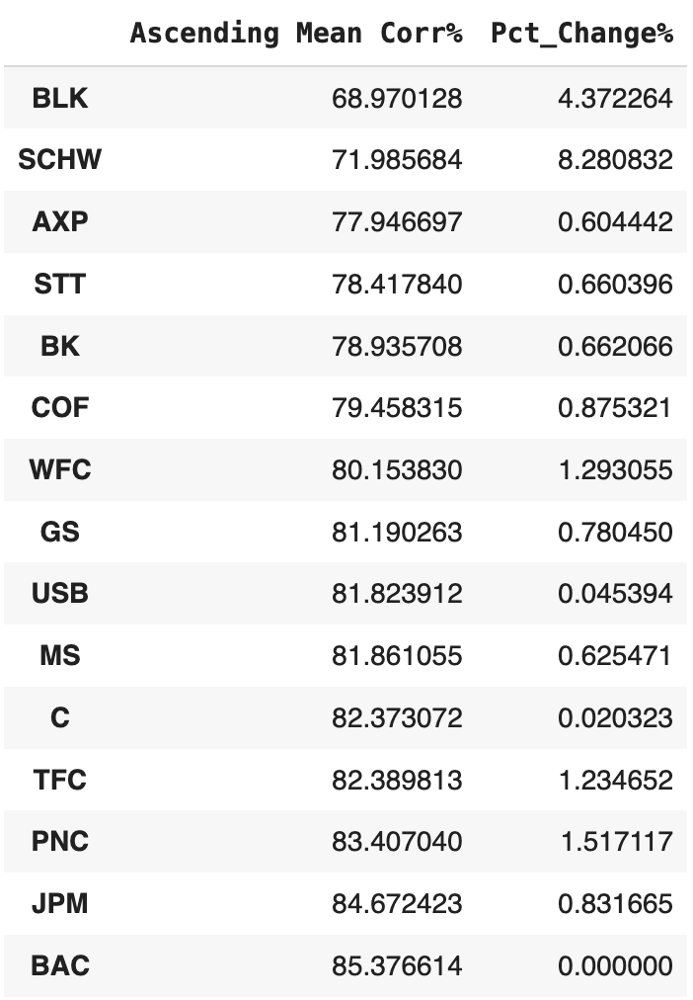 Ascending Mean Corr% Pct_Change%
BLK 68.970128 4.372264
SCHW 71.985684 8.280832
AXP 77.946697 0.604442
STT 78.417840 0.660396
BK 78.935708 0.662066
COF 79.458315 0.875321
WFC 80.153830 1.293055
GS 81.190263 0.780450
USB 81.823912 0.045394
MS 81.861055 0.625471
C 82.373072 0.020323
TFC 82.389813 1.234652
PNC 83.407040 1.517117
JPM 84.672423 0.831665
BAC 85.376614 0.000000